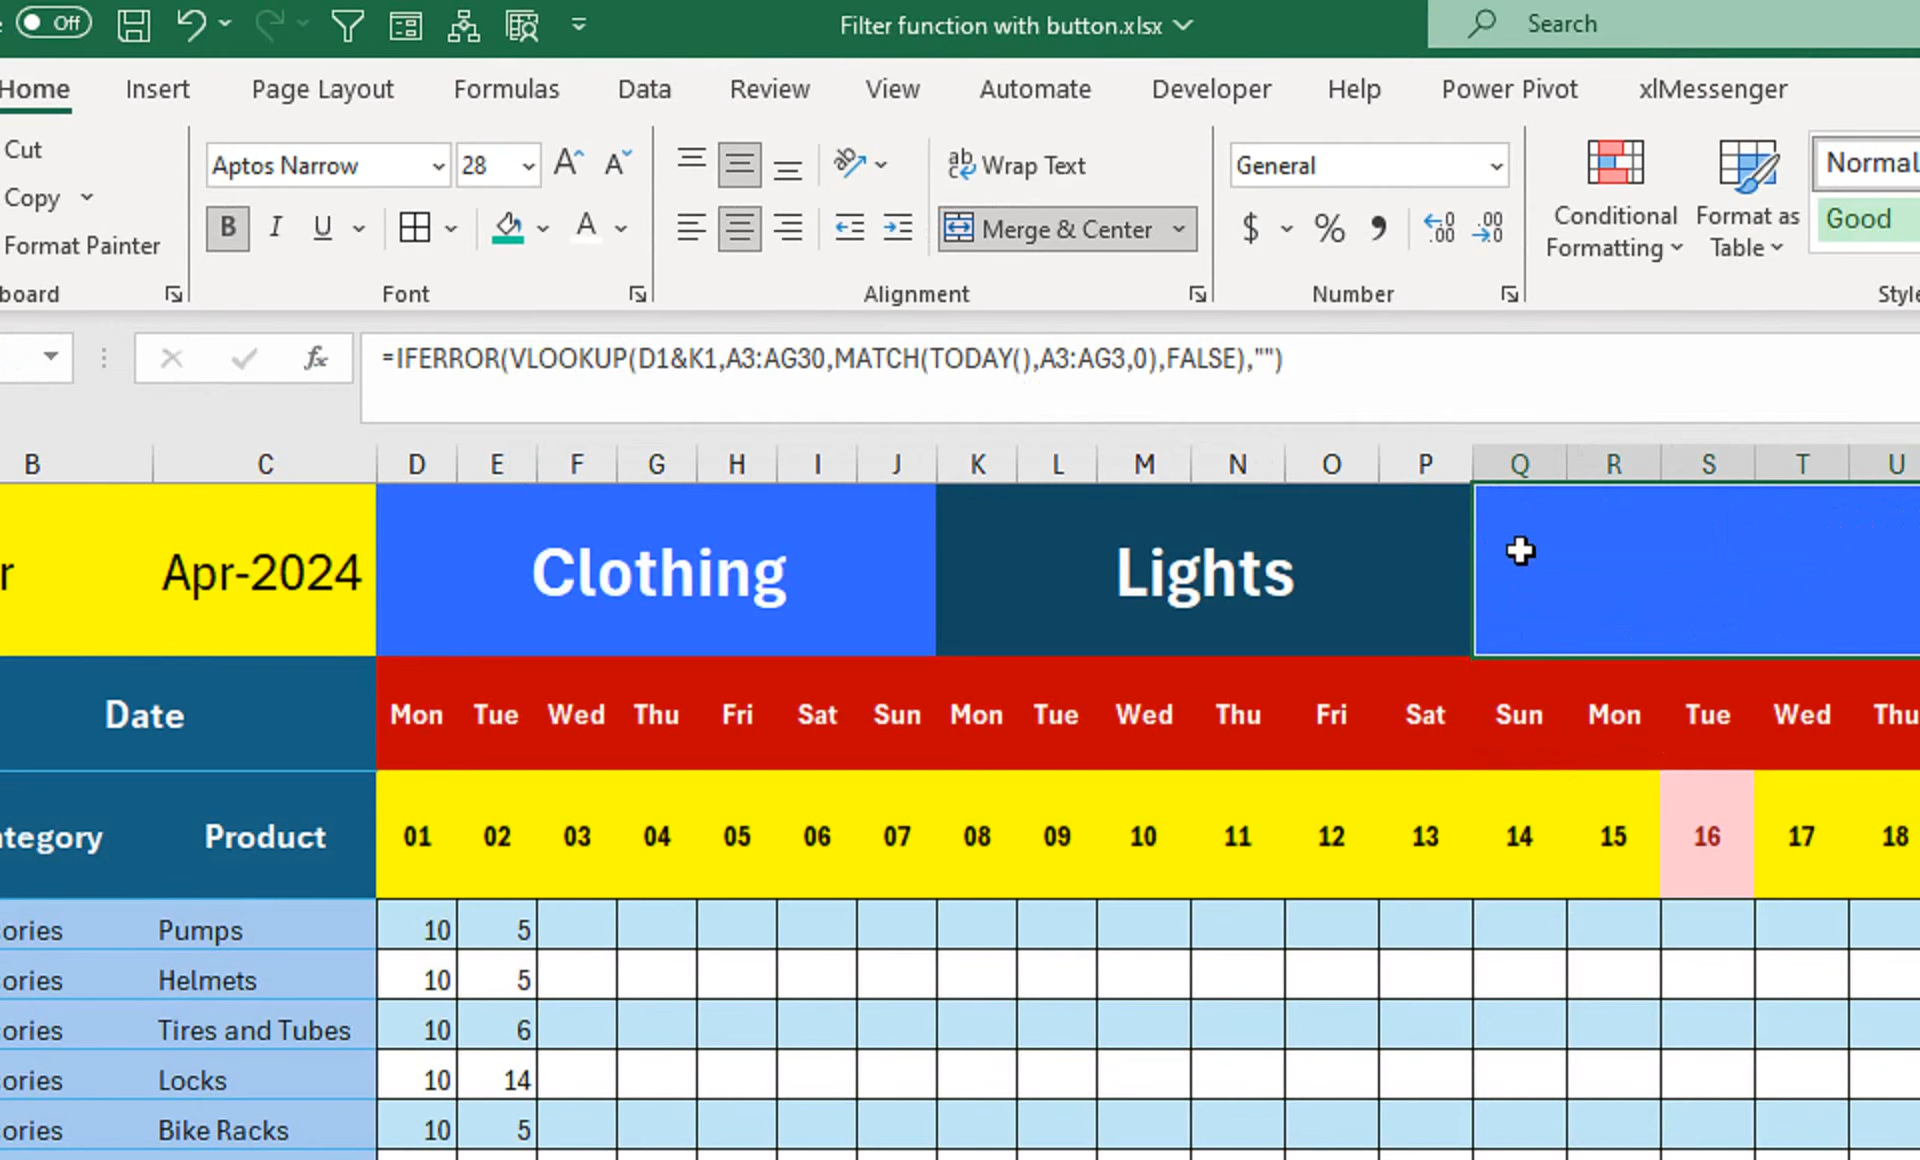 Off
Filter function with button.xlsx
Search
Home Insert Page Layout Formulas Data Review View Automate Developer Help Power Pivot xlMessenger
Cut
Copy
Format Painter
board
Aptos Narrow 28
B I U
Font
Wrap Text
Merge & Center
Alignment
General
$ % , .00 .00
Number
Conditional Formatting
Format as Table
Normal
Good
Style
=IFERROR(VLOOKUP(D1&K1,A3:AG30,MATCH(TODAY(),A3:AG3,0),FALSE),"")
B C D E F G H I J K L M N O P Q R S T U
r Apr-2024 Clothing Lights
Date Mon Tue Wed Thu Fri Sat Sun Mon Tue Wed Thu Fri Sat Sun Mon Tue Wed Thu
ategory Product 01 02 03 04 05 06 07 08 09 10 11 12 13 14 15 16 17 18
ories Pumps 10 5
ories Helmets 10 5
ories Tires and Tubes 10 6
ories Locks 10 14
ories Bike Racks 10 5